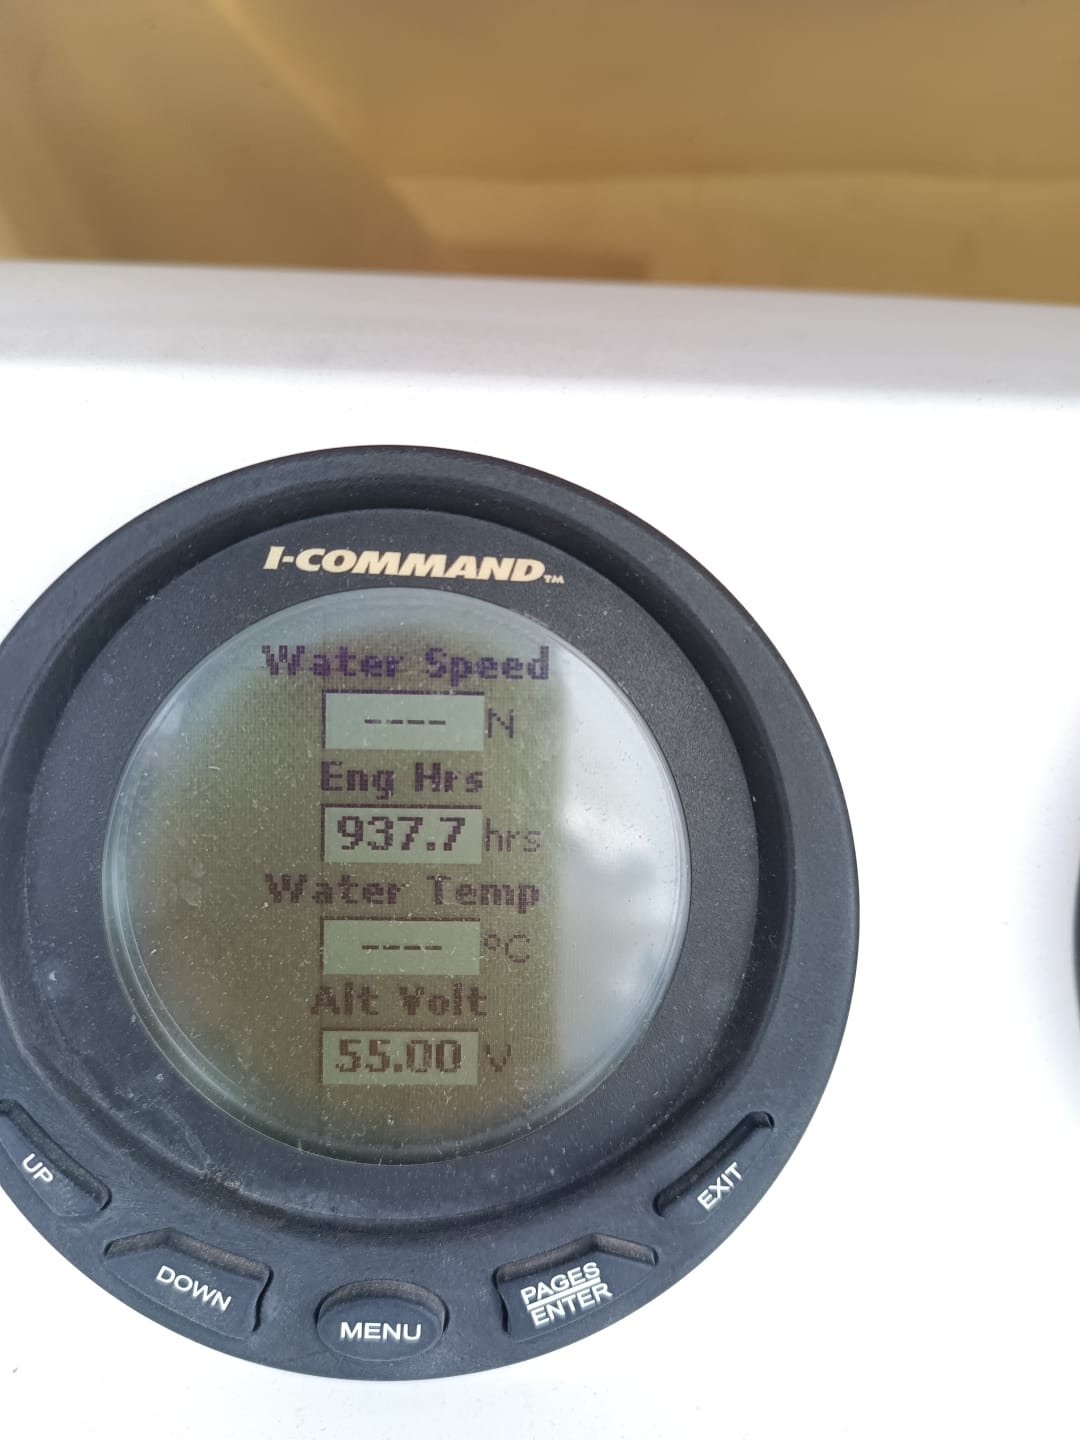 I-COMMAND™
Water Speed
---- N
Eng Hrs
937.7 hrs
Water Temp
---- °C
Alt Volt
55.00 V
UP
DOWN
MENU
PAGES
ENTER
EXIT